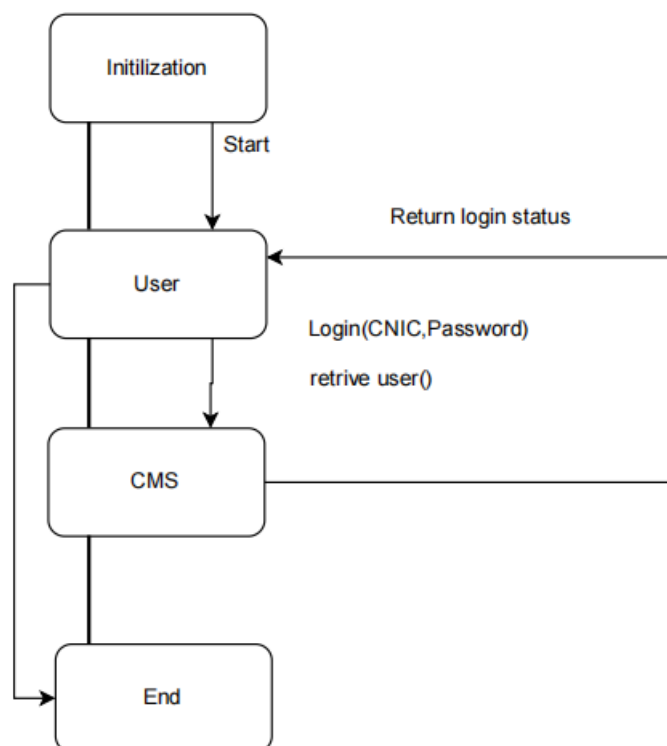 Initilization
Start
Return login status
User
Login(CNIC,Password)
retrive user()
CMS
End